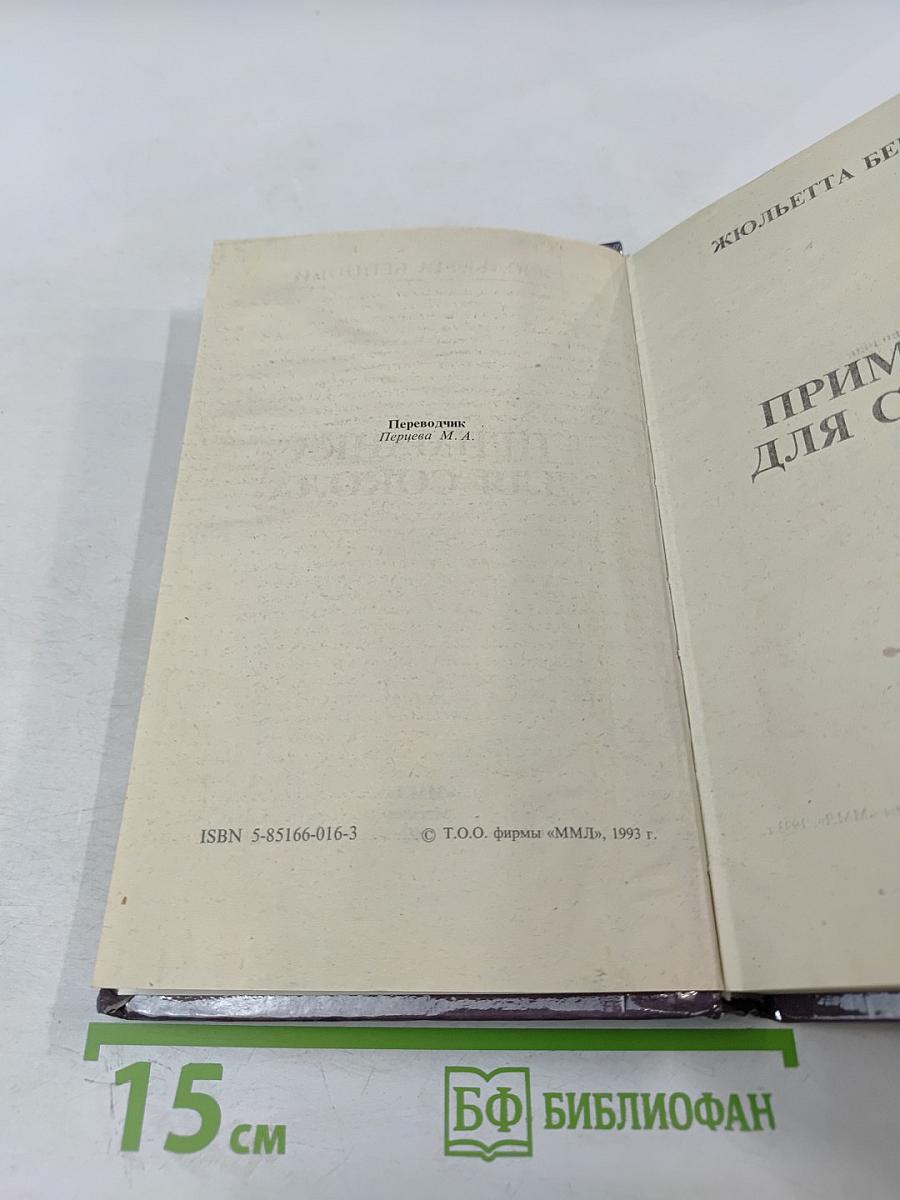 Переводчик
Перцева М. А.
ISBN 5-85166-016-3
© Т.О.О. фирмы «ММЛ», 1993 г.
ЖЮЛЬЕТТА БЕ
ПРИМ
ДЛЯ С
15 см
БФ БИБЛИОФАН